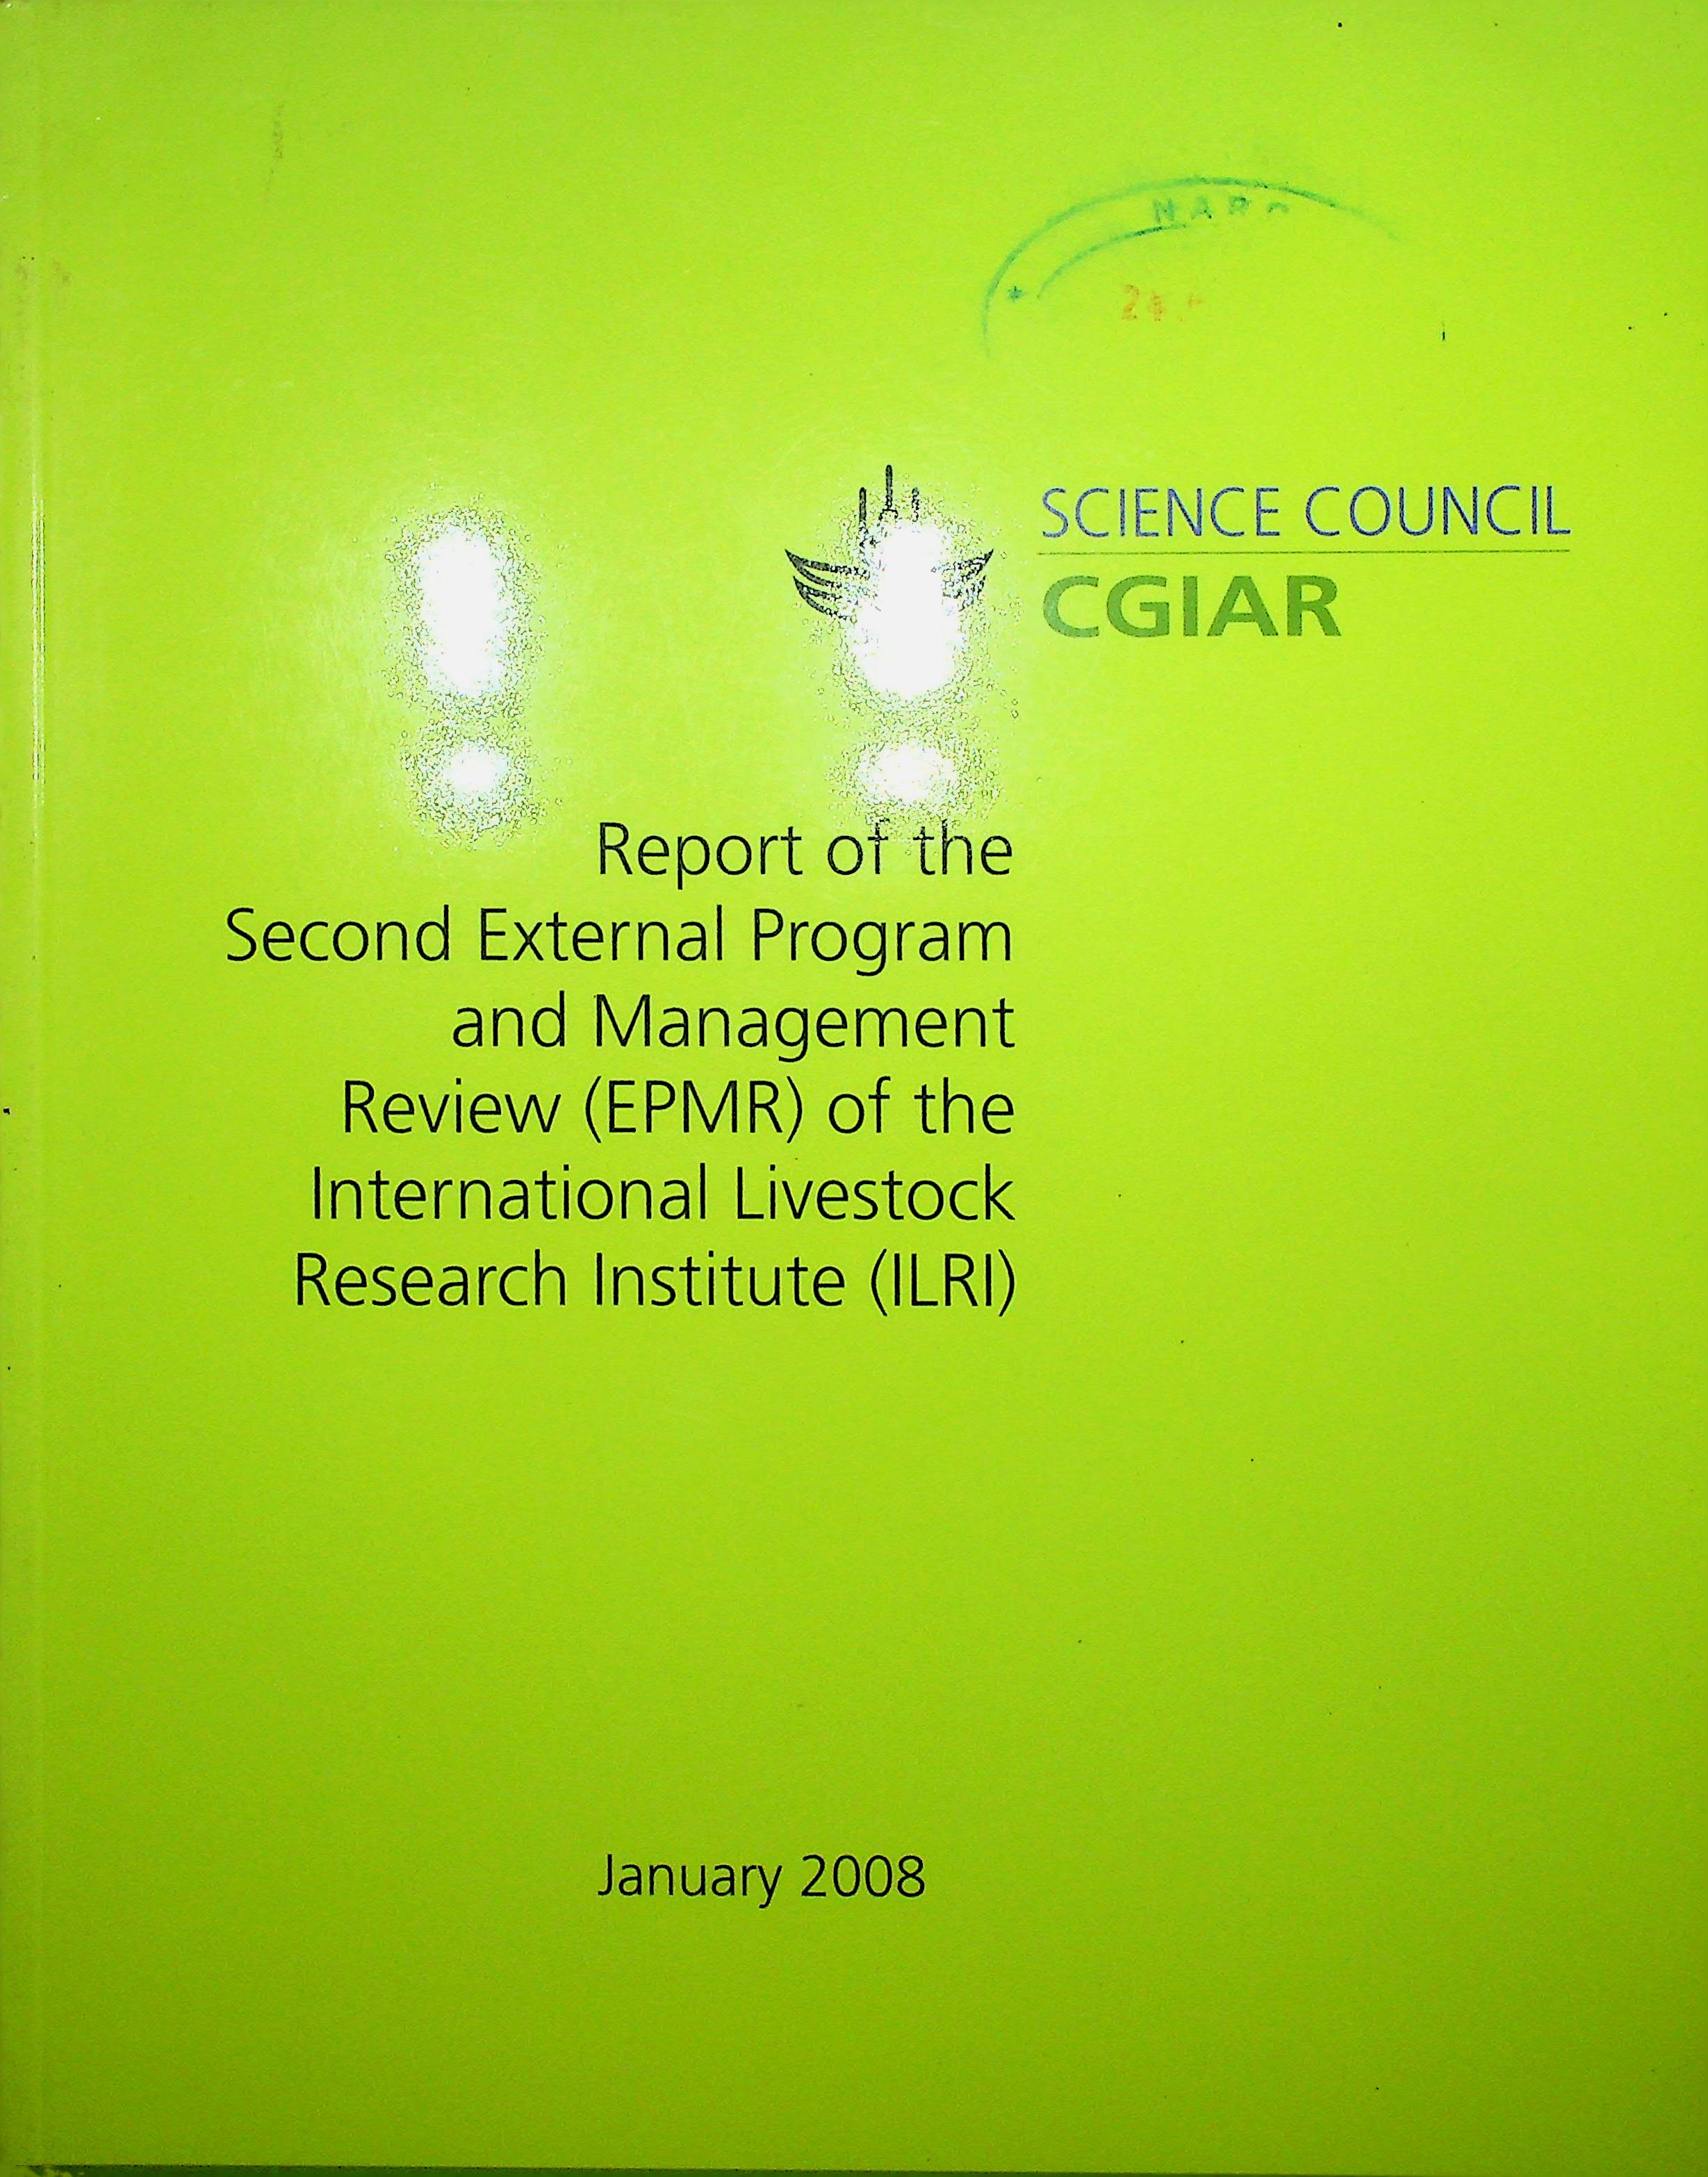 SCIENCE COUNCIL
CGIAR
Report of the
Second External Program
and Management
Review (EPMR) of the
International Livestock
Research Institute (ILRI)
January 2008